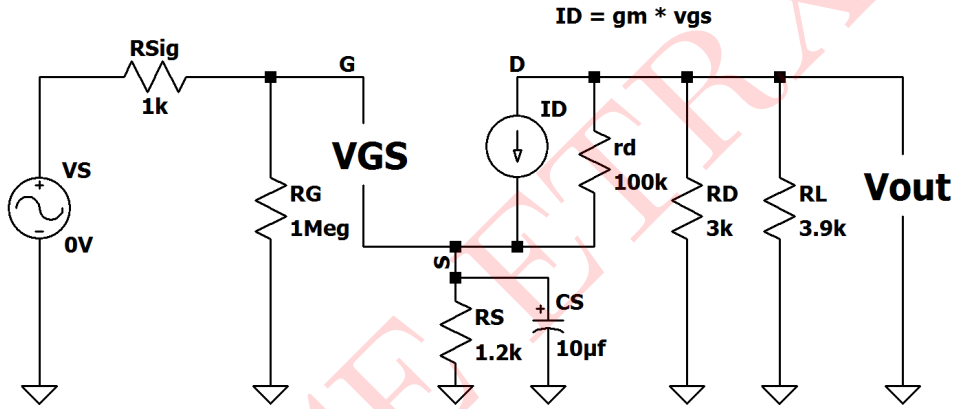 ID = gm * vgs
RSig
1k
G
D
ID
VGS
rd
100k
VS
0V
RG
1Meg
RD
3k
RL
3.9k
Vout
S
RS
1.2k
CS
10µf